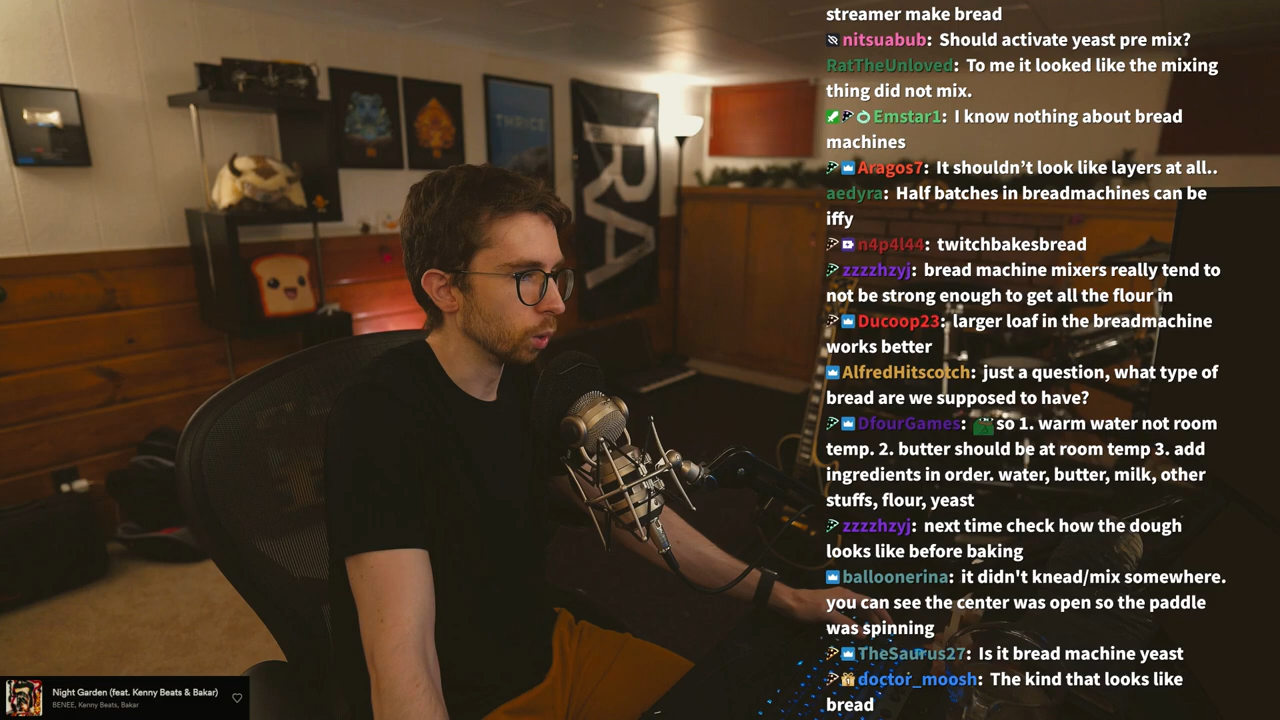 streamer make bread
nitsuabub: Should activate yeast pre mix?
RatTheUnloved: To me it looked like the mixing
thing did not mix.
Emstar1: I know nothing about bread
machines
Aragos7: It shouldn't look like layers at all..
aedyra: Half batches in breadmachines can be
iffy
n4p4l44: twitchbakesbread
zzzzhzyj: bread machine mixers really tend to
not be strong enough to get all the flour in
Ducoop23: larger loaf in the breadmachine
works better
AlfredHitscotch: just a question, what type of
bread are we supposed to have?
DfourGames: so 1. warm water not room
temp. 2. butter should be at room temp 3. add
ingredients in order. water, butter, milk, other
stuffs, flour, yeast
zzzzhzyj: next time check how the dough
looks like before baking
balloonerina: it didn't knead/mix somewhere.
you can see the center was open so the paddle
was spinning
TheSaurus27: Is it bread machine yeast
doctor_moosh: The kind that looks like
bread
THRICE
RA
Night Garden (feat. Kenny Beats & Bakar)
BENEE, Kenny Beats, Bakar